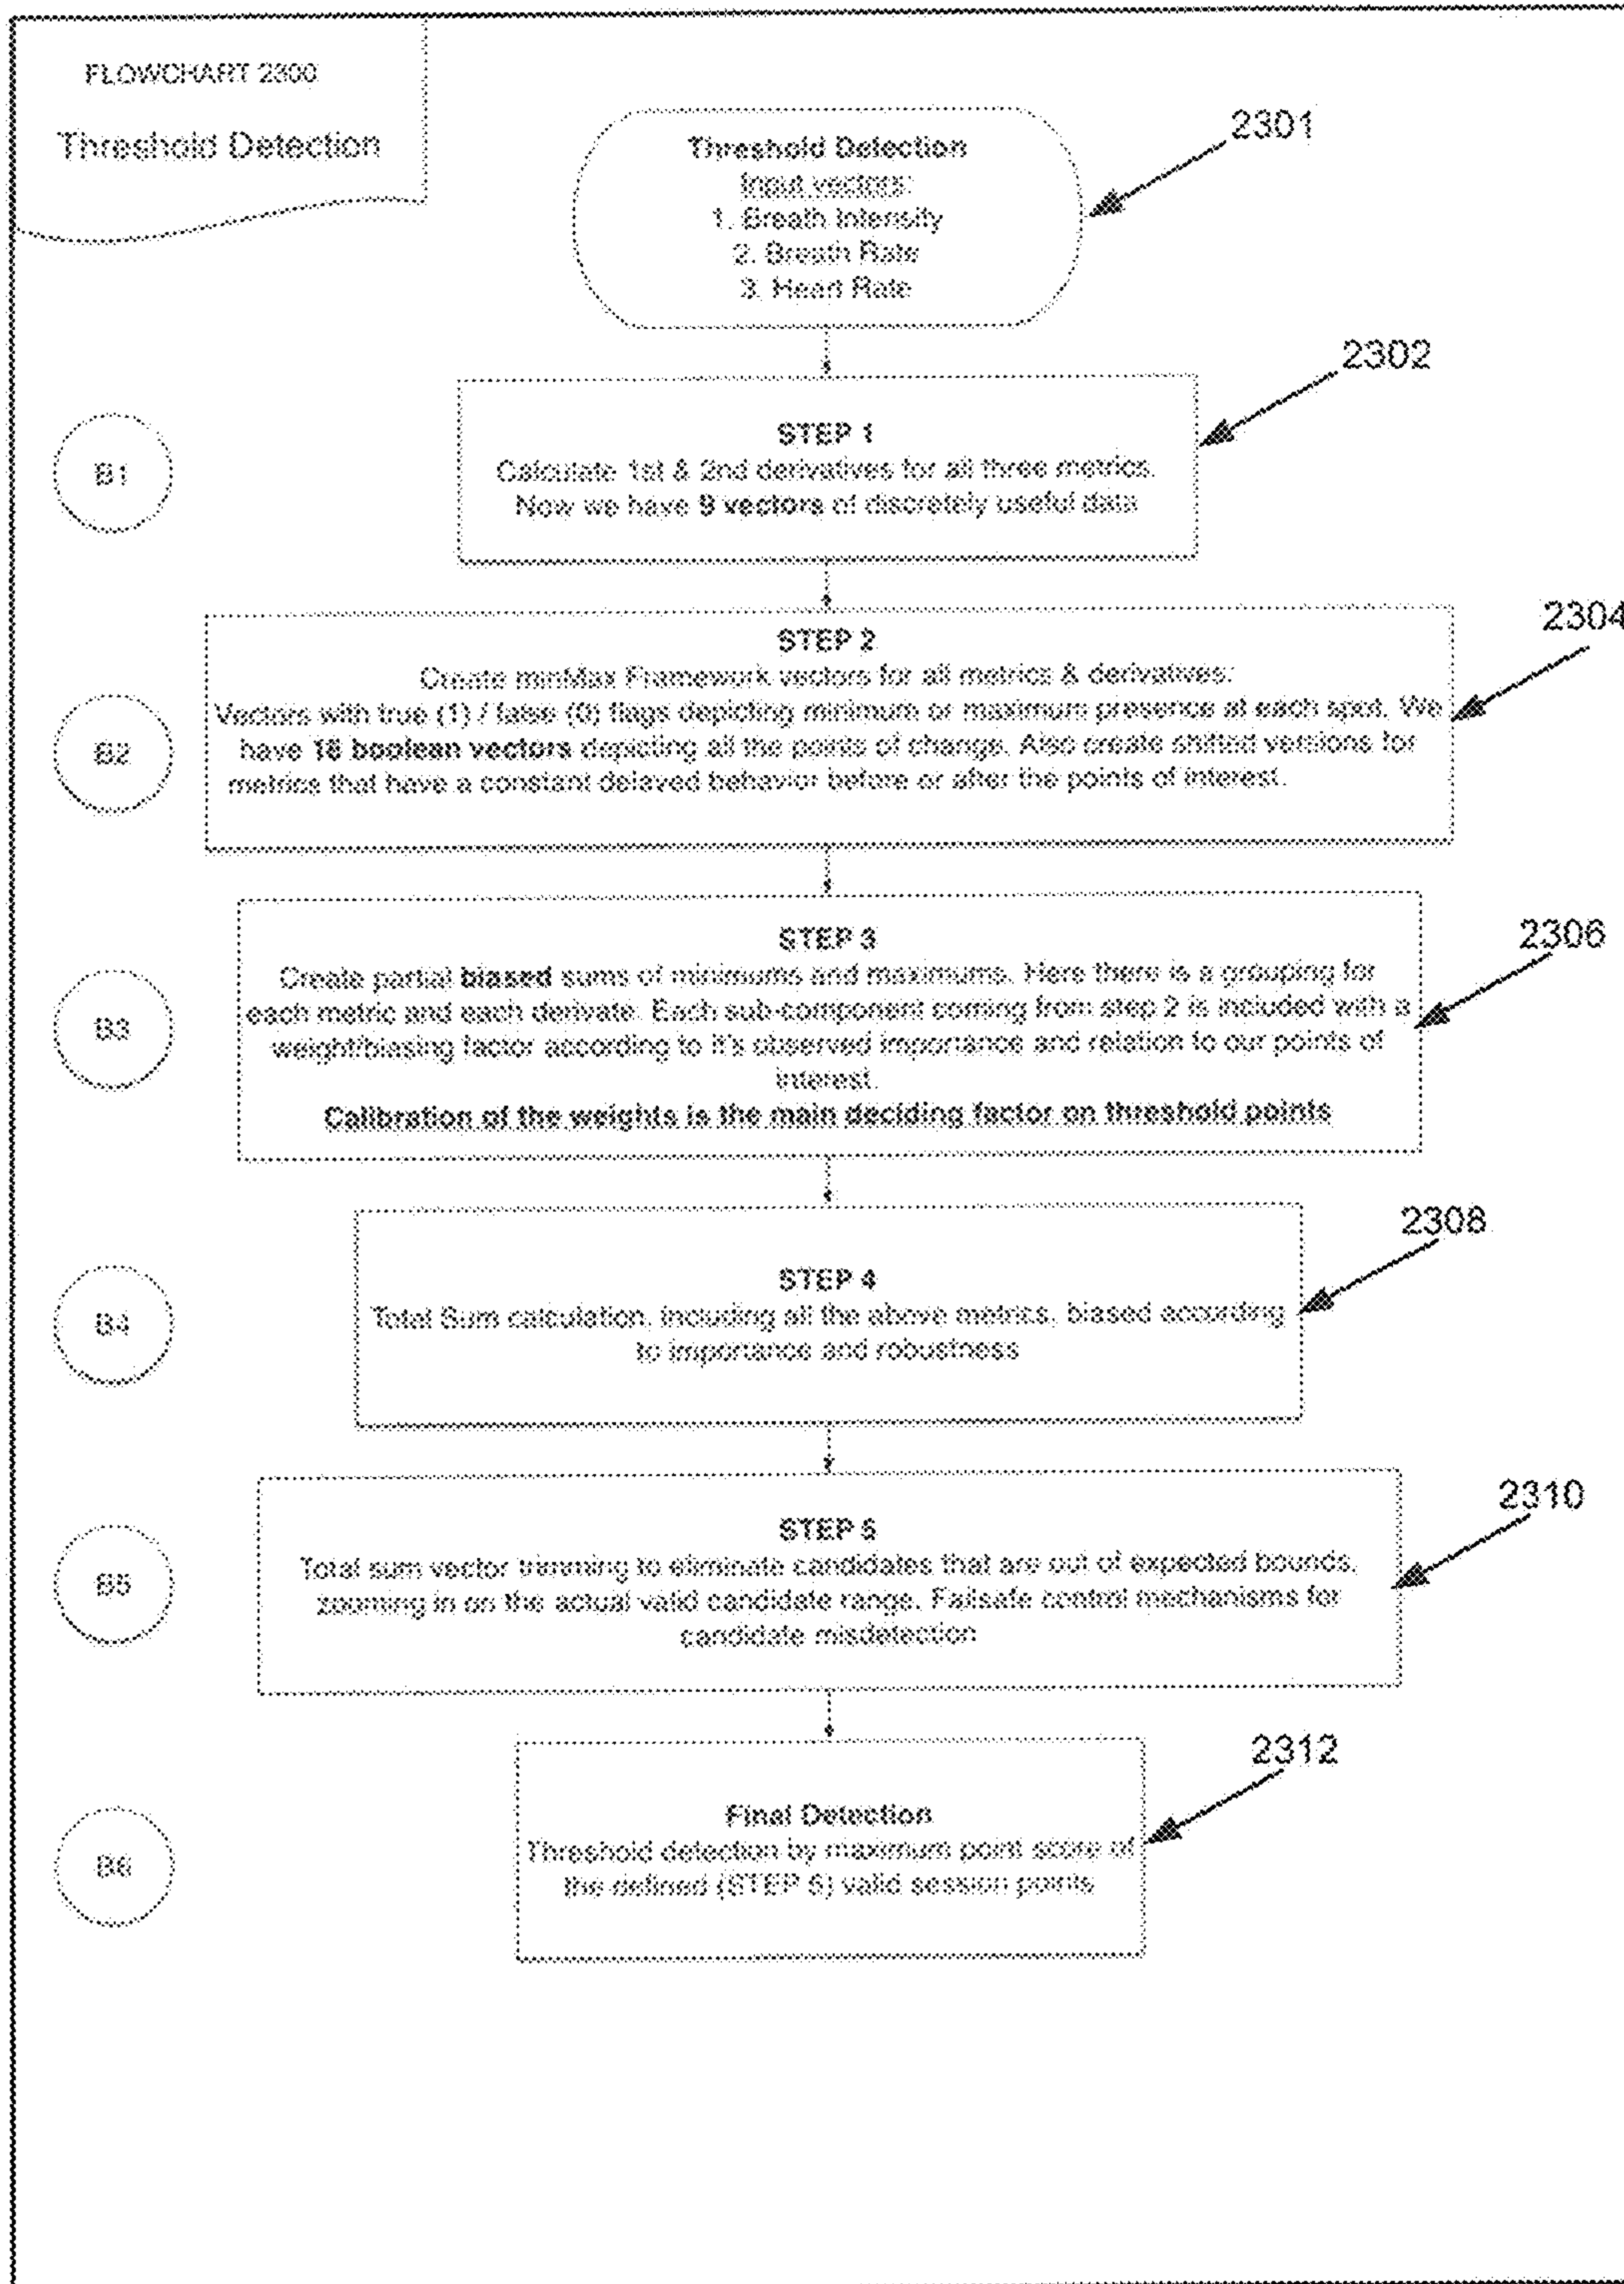 FLOWCHART 2300
Threshold Detection
Threshold Detection
Input vectors:
1. Breath Intensity
2. Breath Rate
3. Heart Rate
2301
2302
B1
STEP 1
Calculate 1st & 2nd derivatives for all three metrics.
Now we have 9 vectors of discretely useful data
2304
B2
STEP 2
Create minMax Framework vectors for all metrics & derivatives:
Vectors with true (1) / false (0) flags depicting minimum or maximum presence at each spot. We
have boolean vectors depicting all the points of change. Also create shifted versions for
metrics that have a constant delayed behavior before or after the points of interest.
2306
B3
STEP 3
Create partial biased sums of minimums and maximums. Here there is a grouping for
each metric and each derivate. Each sub-component coming from step 2 is included with a
weight/biasing factor according to it's observed importance and relation to our points of
interest.
Calibration of the weights is the main deciding factor on threshold points
2308
B4
STEP 4
Total Sum calculation, including all the above metrics, biased according
to importance and robustness
2310
B5
STEP 5
Total sum vector trimming to eliminate candidates that are out of expected bounds,
zooming in on the actual valid candidate range. Failsafe control mechanisms for
candidate misdetection
2312
B6
Final Detection
Threshold detection by maximum point score of
the defined (STEP 5) valid session points